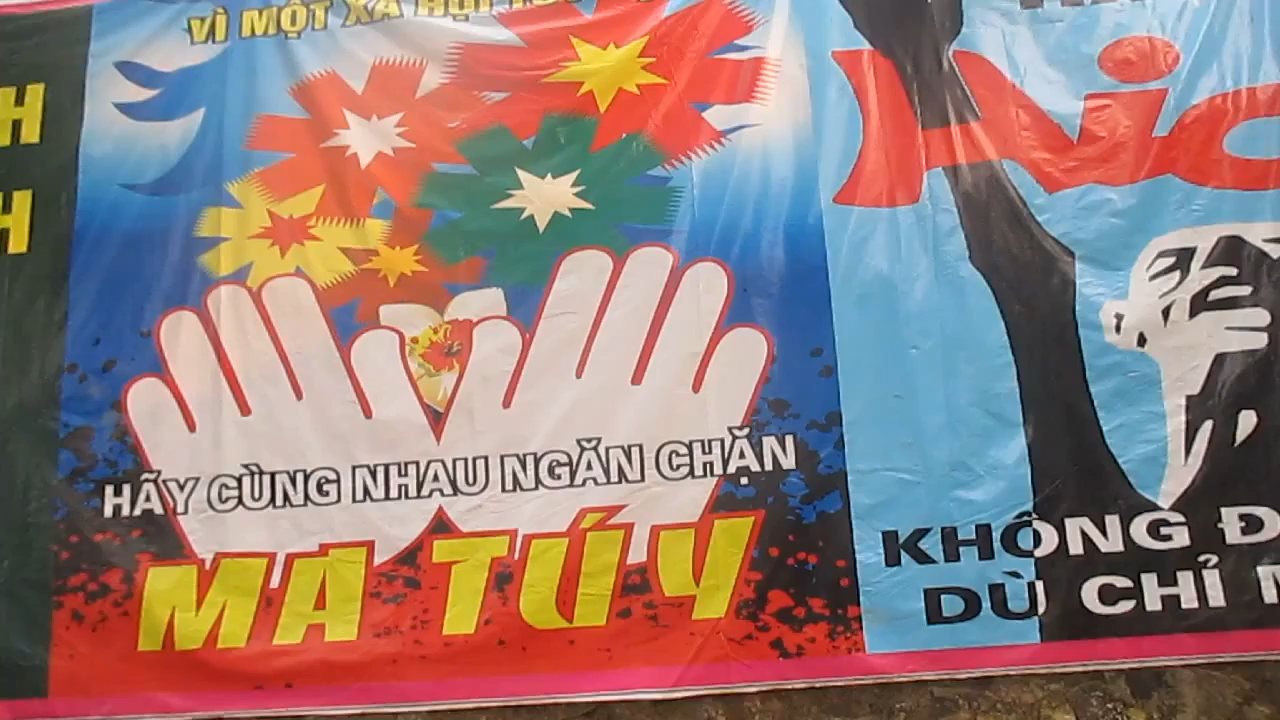 H
H
VÌ MỘT XÃ HỘI
HÃY CÙNG NHAU NGĂN CHẶN
MA TÚY
KHÔNG
DÙ CHỈ